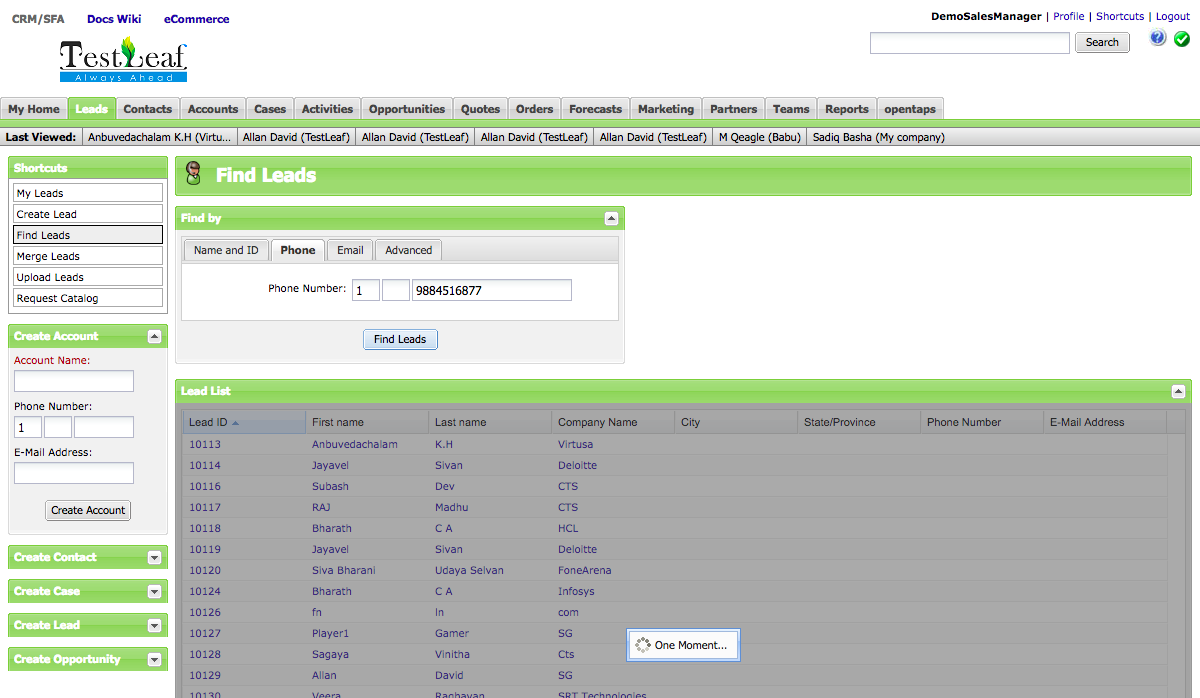 CRM/SFA Docs Wiki eCommerce
DemoSalesManager | Profile | Shortcuts | Logout
TestLeaf
Always Ahead
Search
My Home Leads Contacts Accounts Cases Activities Opportunities Quotes Orders Forecasts Marketing Partners Teams Reports opentaps
Last Viewed: Anbuvedachalam K.H (Virtu... Allan David (TestLeaf) Allan David (TestLeaf) Allan David (TestLeaf) Allan David (TestLeaf) M Qeagle (Babu) Sadiq Basha (My company)
Shortcuts
My Leads
Create Lead
Find Leads
Merge Leads
Upload Leads
Request Catalog
Create Account
Account Name:
Phone Number:
1
E-Mail Address:
Create Account
Create Contact
Create Case
Create Lead
Create Opportunity
Find Leads
Find by
Name and ID Phone Email Advanced
Phone Number: 1 9884516877
Find Leads
Lead List
Lead ID First name Last name Company Name City State/Province Phone Number E-Mail Address
10113 Anbuvedachalam K.H Virtusa
10114 Jayavel Sivan Deloitte
10116 Subash Dev CTS
10117 RAJ Madhu CTS
10118 Bharath C A HCL
10119 Jayavel Sivan Deloitte
10120 Siva Bharani Udaya Selvan FoneArena
10124 Bharath C A Infosys
10126 fn ln com
10127 Player1 Gamer SG
10128 Sagaya Vinitha Cts
10129 Allan David SG
10130 Veera Raghavan SRT Technologies
One Moment...